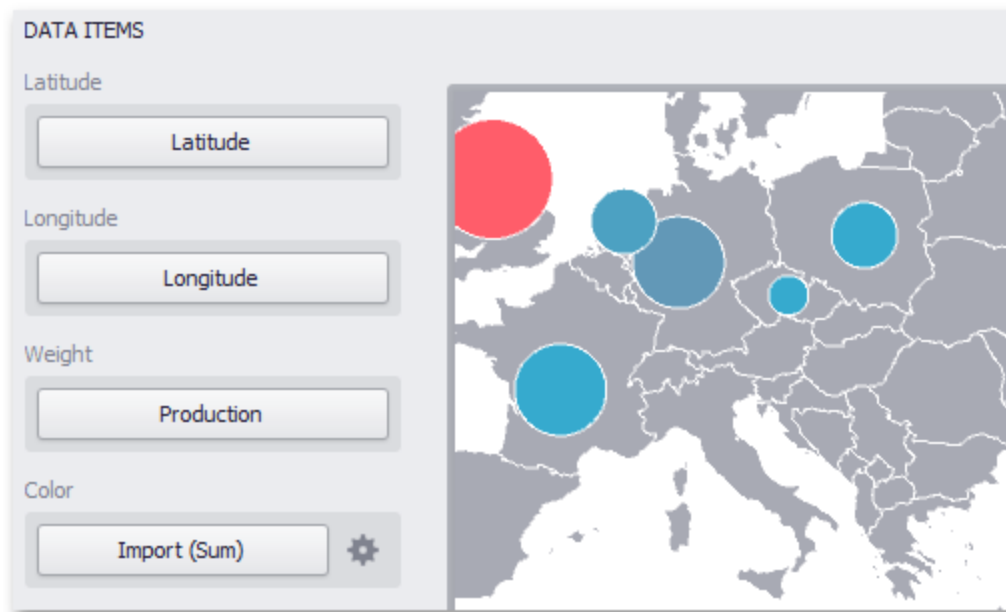 DATA ITEMS
Latitude
Latitude
Longitude
Longitude
Weight
Production
Color
Import (Sum)